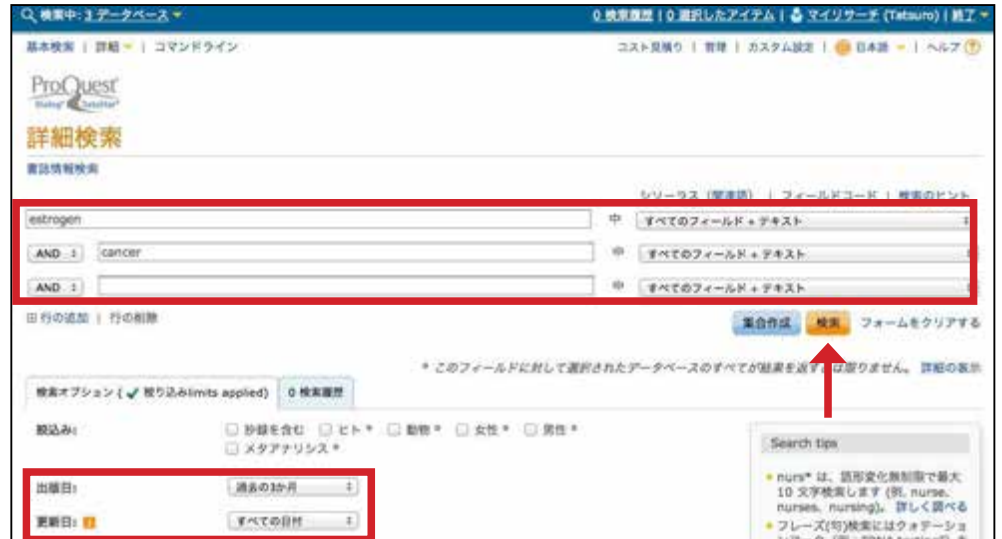 検索中: 3 データベース
0 検索履歴 | 0 選択したアイテム | マイリサーチ (Tatsuro) | 終了
基本検索 | 詳細 | コマンドライン
コスト見積り | 管理 | カスタム設定 | 日本語 | ヘルプ ?
ProQuest
Dialog DataStar
詳細検索
書誌情報検索
シソーラス (関連語) | フィールドコード | 検索のヒント
estrogen 中 すべてのフィールド + テキスト
AND cancer 中 すべてのフィールド + テキスト
AND 中 すべてのフィールド + テキスト
行の追加 | 行の削除
集合作成 検索 フォームをクリアする
* このフィールドに対して選択されたデータベースのすべてが結果を返すとは限りません。 詳細の表示
検索オプション ( 絞り込みlimits applied) 0 検索履歴
絞込み: 抄録を含む ヒト * 動物 * 女性 * 男性 *
メタアナリシス *
Search tips
出版日: 過去の3か月
更新日: すべての日付
nurs* は、語形変化無制限で最大
10 文字検索します (例, nurse,
nurses, nursing)。 詳しく調べる
フレーズ(句)検索にはクォテーショ